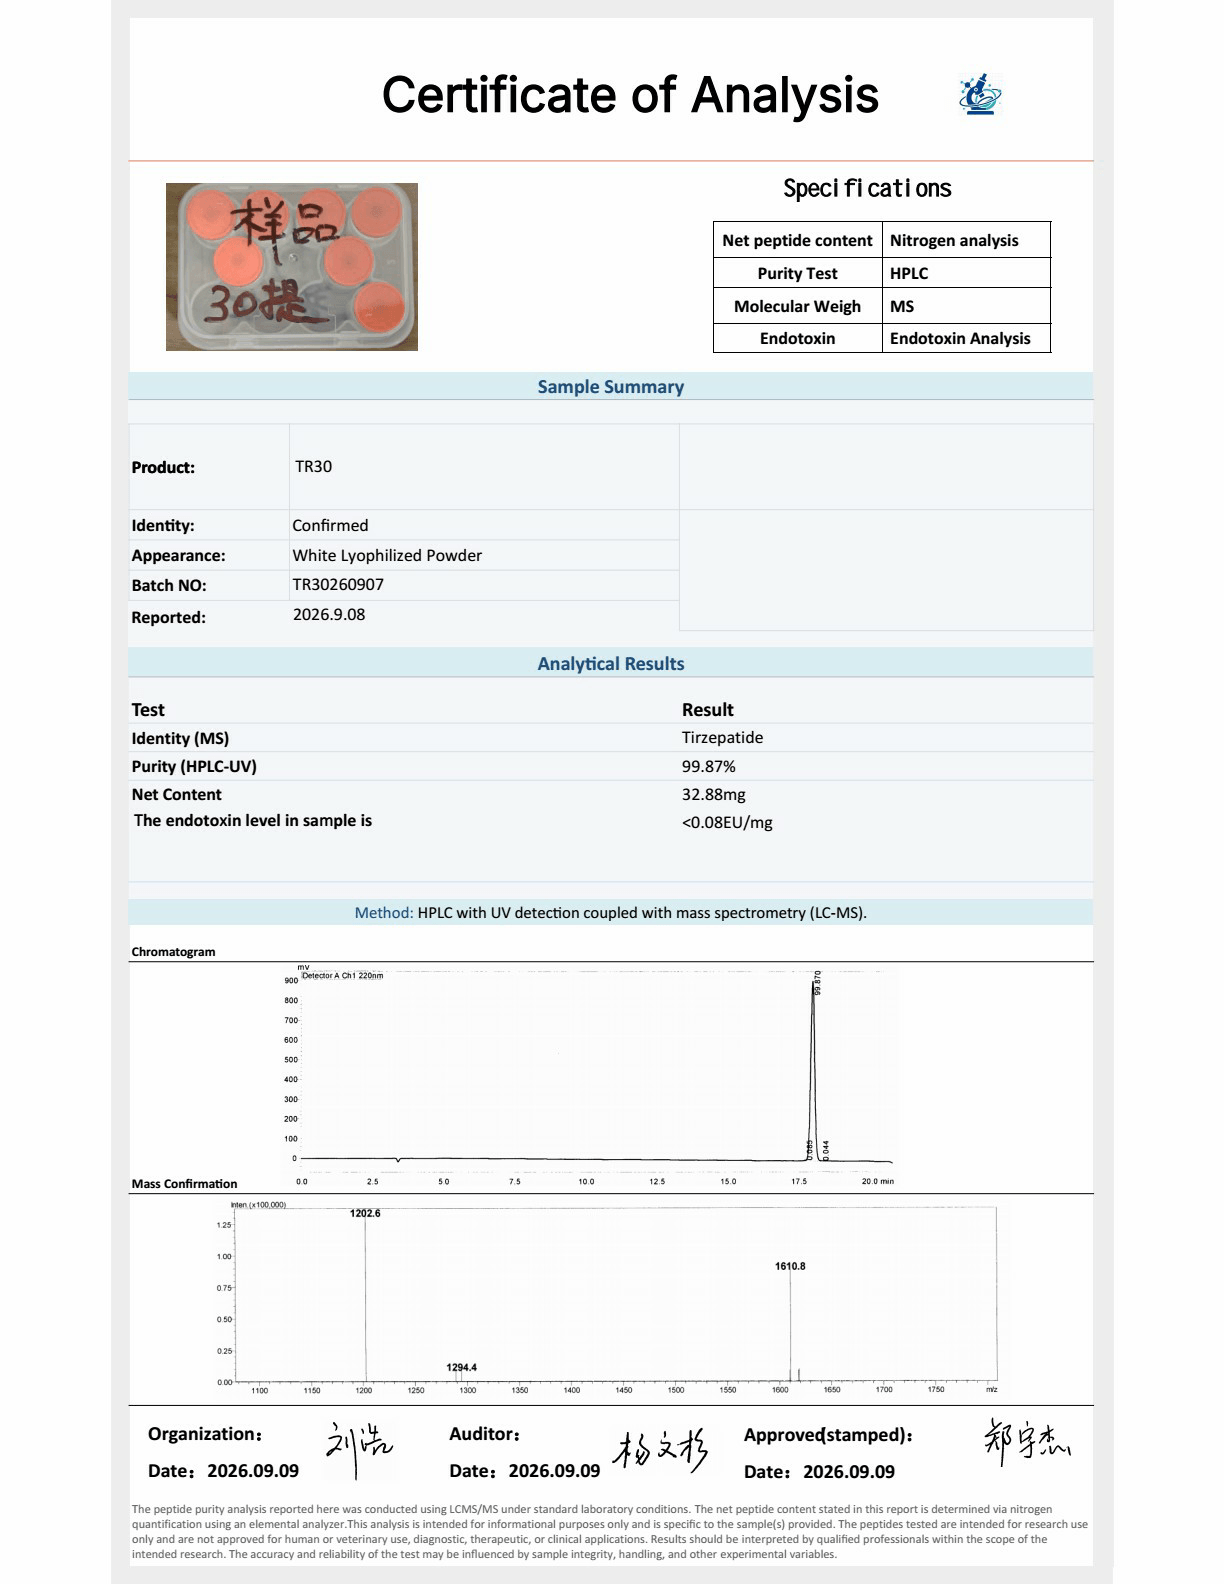 Certificate of Analysis
样品
30提
Specifications
Net peptide content Nitrogen analysis
Purity Test HPLC
Molecular Weigh MS
Endotoxin Endotoxin Analysis
Sample Summary
Product: TR30
Identity: Confirmed
Appearance: White Lyophilized Powder
Batch NO: TR30260907
Reported: 2026.9.08
Analytical Results
Test Result
Identity (MS) Tirzepatide
Purity (HPLC-UV) 99.87%
Net Content 32.88mg
The endotoxin level in sample is <0.08EU/mg
Method: HPLC with UV detection coupled with mass spectrometry (LC-MS).
Chromatogram
mV
Detector A Ch1 220nm
99.870
900
800
700
600
500
400
300
200
100
0
0.085 0.044
0.0 2.5 5.0 7.5 10.0 12.5 15.0 17.5 20.0 min
Mass Confirmation
Inten.(x100,000)
1202.6
1.25
1.00
1610.8
0.75
0.50
0.25
1294.4
0.00
1100 1150 1200 1250 1300 1350 1400 1450 1500 1550 1600 1650 1700 1750 m/z
Organization： 刘浩 Auditor： 杨文杉 Approved(stamped)： 郑宇杰
Date：2026.09.09 Date：2026.09.09 Date：2026.09.09
The peptide purity analysis reported here was conducted using LCMS/MS under standard laboratory conditions. The net peptide content stated in this report is determined via nitrogen
quantification using an elemental analyzer.This analysis is intended for informational purposes only and is specific to the sample(s) provided. The peptides tested are intended for research use
only and are not approved for human or veterinary use, diagnostic, therapeutic, or clinical applications. Results should be interpreted by qualified professionals within the scope of the
intended research. The accuracy and reliability of the test may be influenced by sample integrity, handling, and other experimental variables.